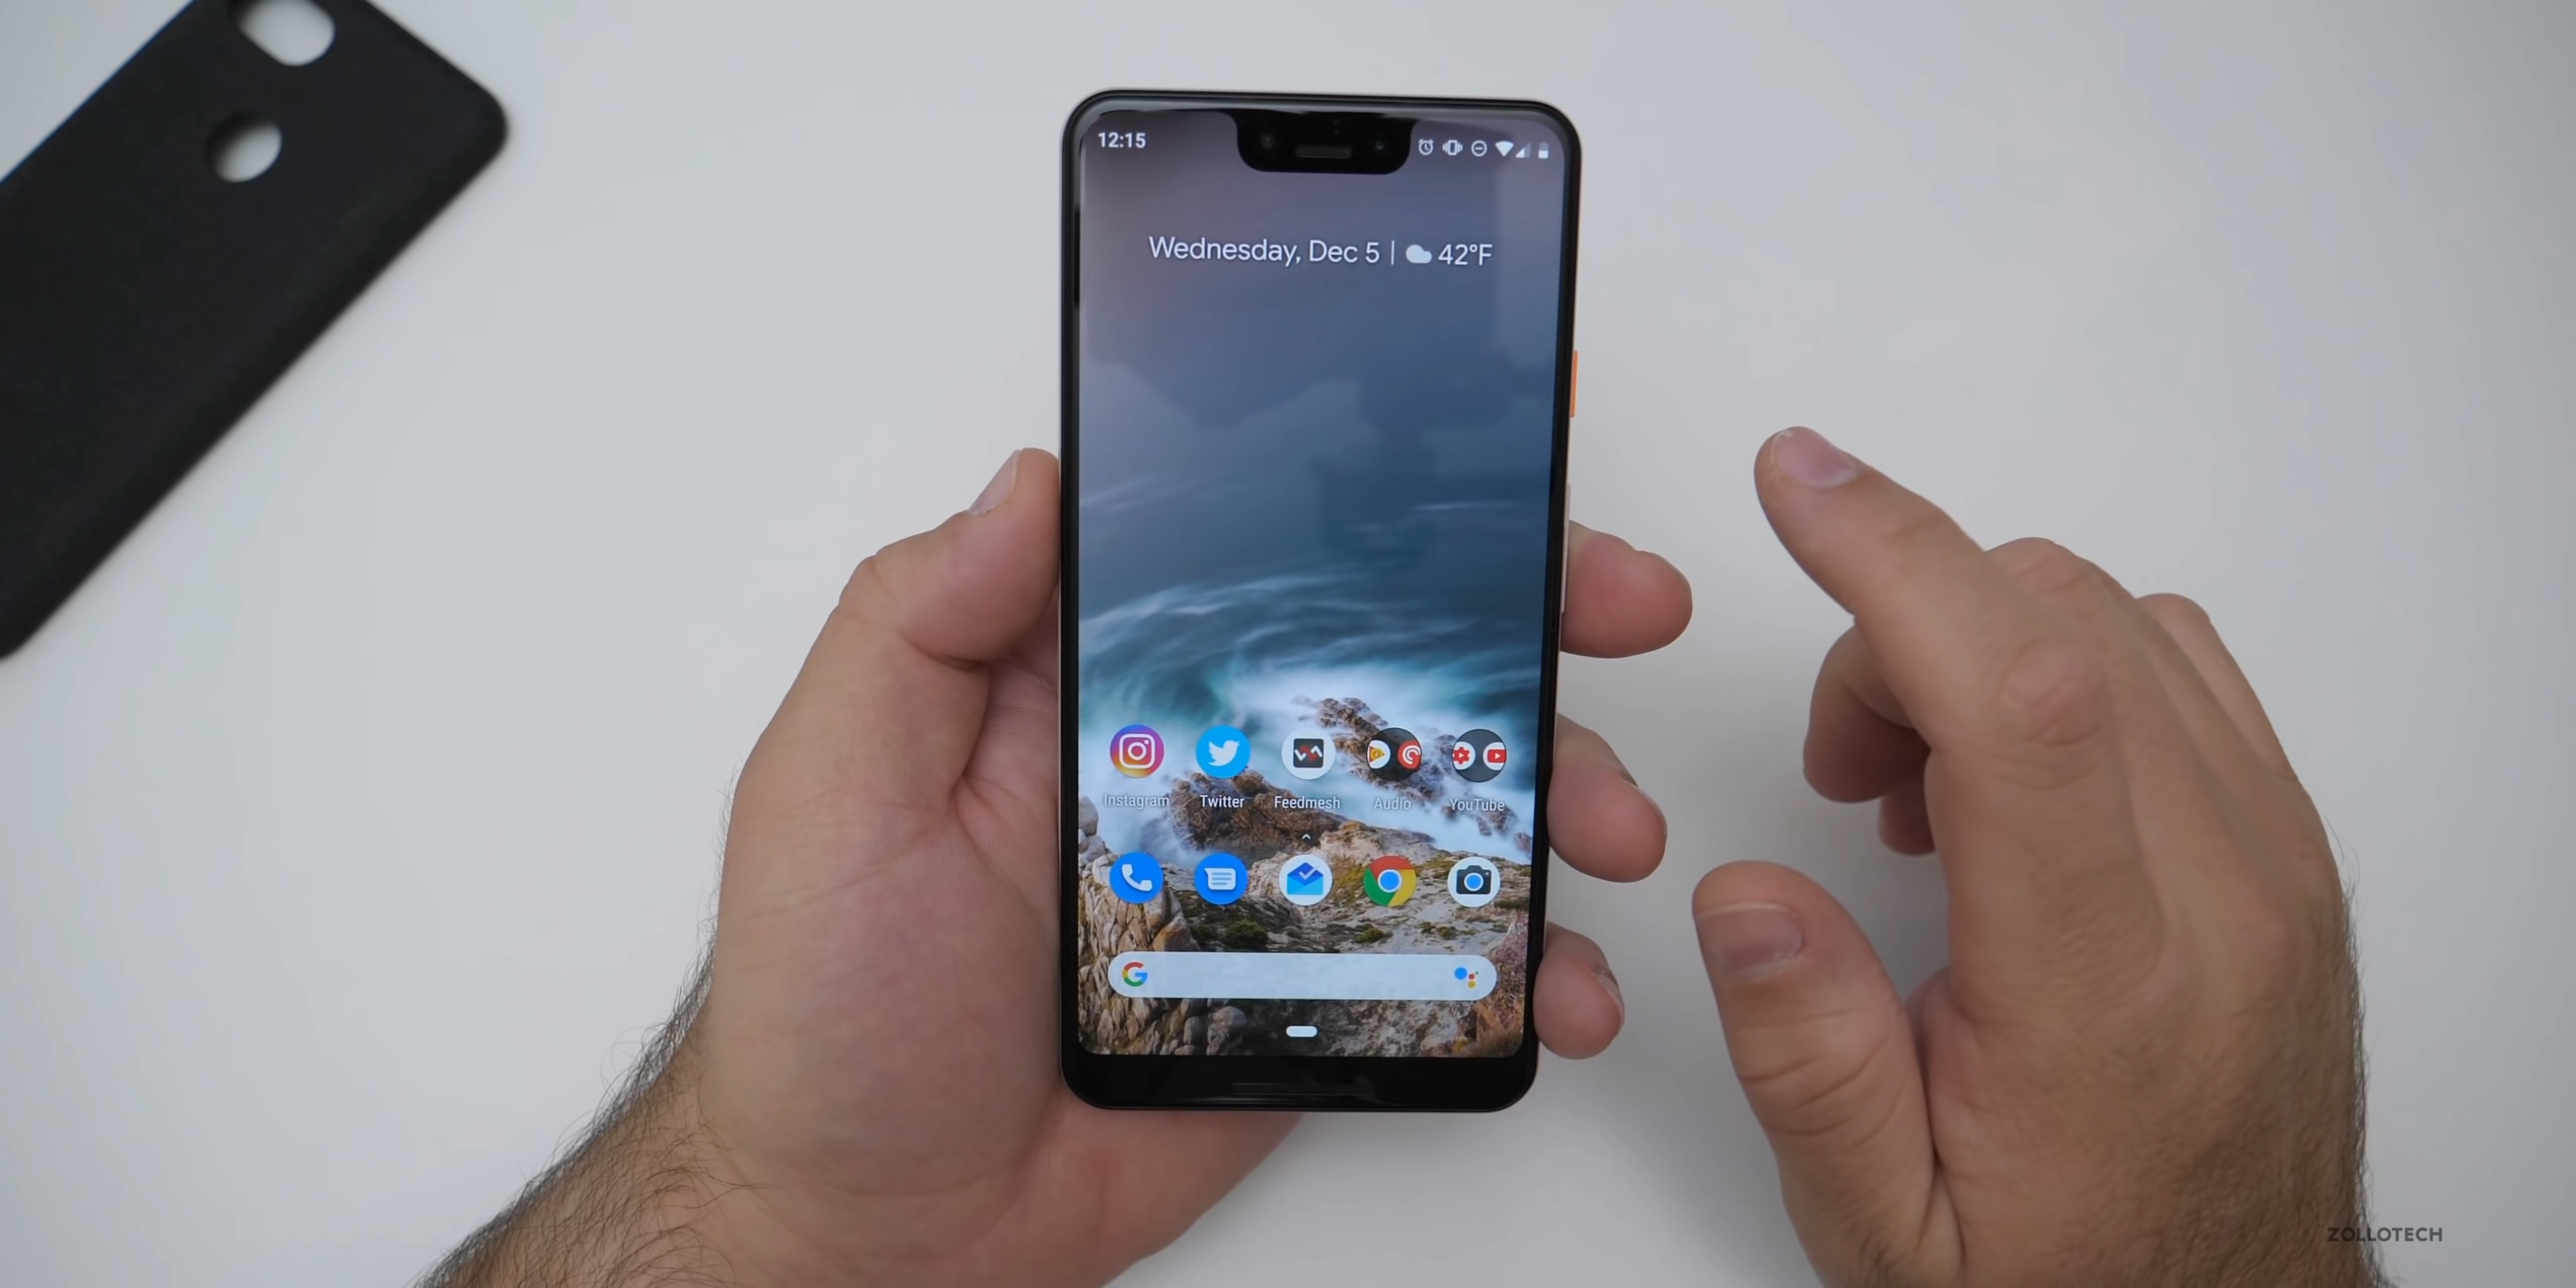 12:15
Wednesday, Dec 5 | 42°F
Instagram Twitter Feedmesh Audio YouTube
G
ZOLLOTECH